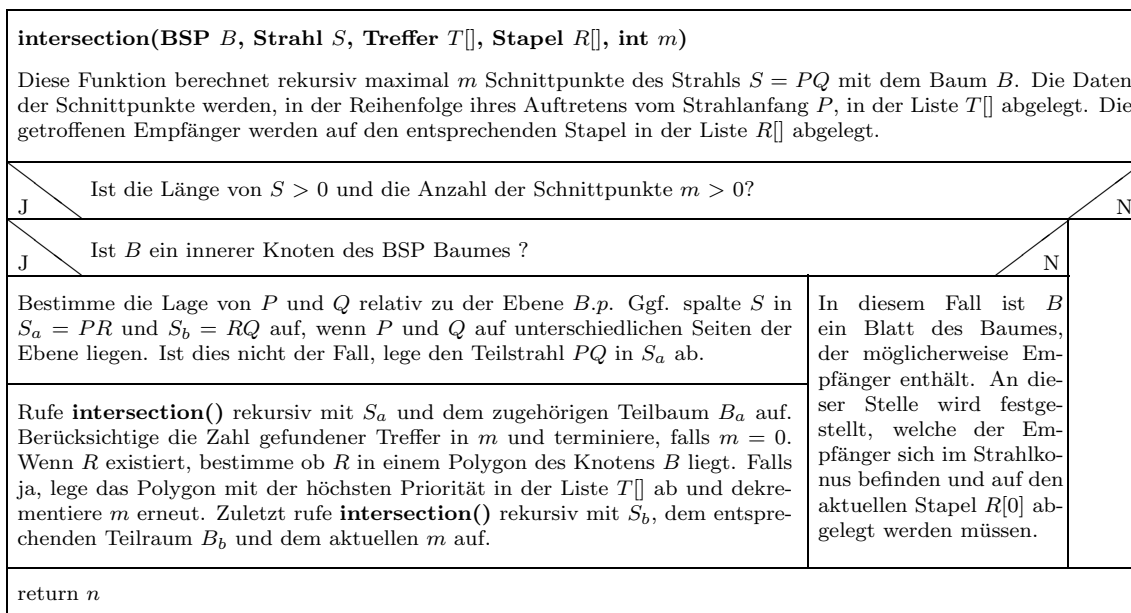 intersection(BSP B, Strahl S, Treffer T[], Stapel R[], int m)
Diese Funktion berechnet rekursiv maximal m Schnittpunkte des Strahls S = PQ mit dem Baum B. Die Daten
der Schnittpunkte werden, in der Reihenfolge ihres Auftretens vom Strahlanfang P, in der Liste T[] abgelegt. Die
getroffenen Empfänger werden auf den entsprechenden Stapel in der Liste R[] abgelegt.
Ist die Länge von S > 0 und die Anzahl der Schnittpunkte m > 0?
J
N
Ist B ein innerer Knoten des BSP Baumes ?
J
N
Bestimme die Lage von P und Q relativ zu der Ebene B.p. Ggf. spalte S in
Sa = PR und Sb = RQ auf, wenn P und Q auf unterschiedlichen Seiten der
Ebene liegen. Ist dies nicht der Fall, lege den Teilstrahl PQ in Sa ab.
Rufe intersection() rekursiv mit Sa und dem zugehörigen Teilbaum Ba auf.
Berücksichtige die Zahl gefundener Treffer in m und terminiere, falls m = 0.
Wenn R existiert, bestimme ob R in einem Polygon des Knotens B liegt. Falls
ja, lege das Polygon mit der höchsten Priorität in der Liste T[] ab und dekre-
mentiere m erneut. Zuletzt rufe intersection() rekursiv mit Sb, dem entspre-
chenden Teilraum Bb und dem aktuellen m auf.
In diesem Fall ist B
ein Blatt des Baumes,
der möglicherweise Em-
pfänger enthält. An die-
ser Stelle wird festge-
stellt, welche der Em-
pfänger sich im Strahlko-
nus befinden und auf den
aktuellen Stapel R[0] ab-
gelegt werden müssen.
return n